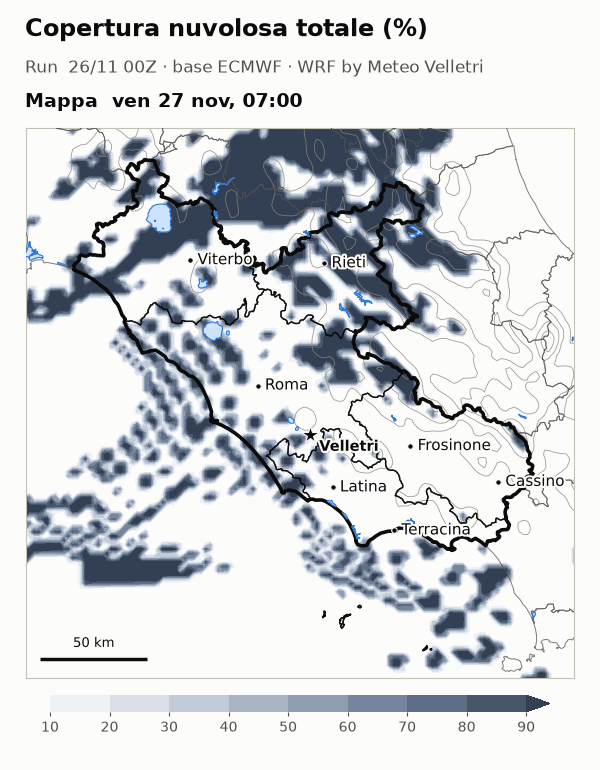 Copertura nuvolosa totale (%)
Run  26/11 00Z · base ECMWF · WRF by Meteo Velletri
Mappa  ven 27 nov, 07:00
Viterbo
Rieti
Roma
Velletri
Frosinone
Latina
Cassino
Terracina
50 km
10 20 30 40 50 60 70 80 90